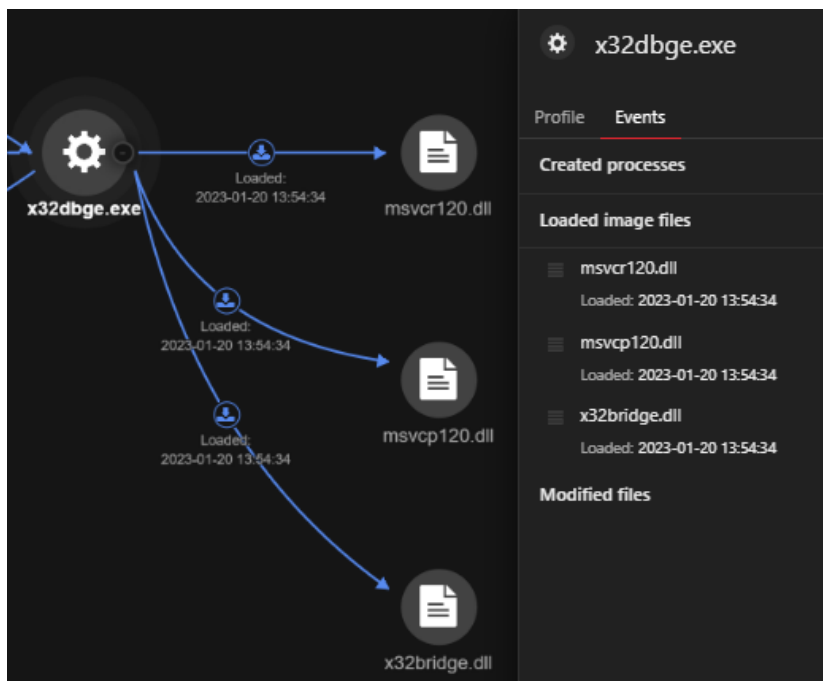 x32dbge.exe
Loaded:
2023-01-20 13:54:34
msvcr120.dll
Loaded:
2023-01-20 13:54:34
msvcp120.dll
Loaded:
2023-01-20 13:54:34
x32bridge.dll
x32dbge.exe
Profile Events
Created processes
Loaded image files
msvcr120.dll
Loaded: 2023-01-20 13:54:34
msvcp120.dll
Loaded: 2023-01-20 13:54:34
x32bridge.dll
Loaded: 2023-01-20 13:54:34
Modified files